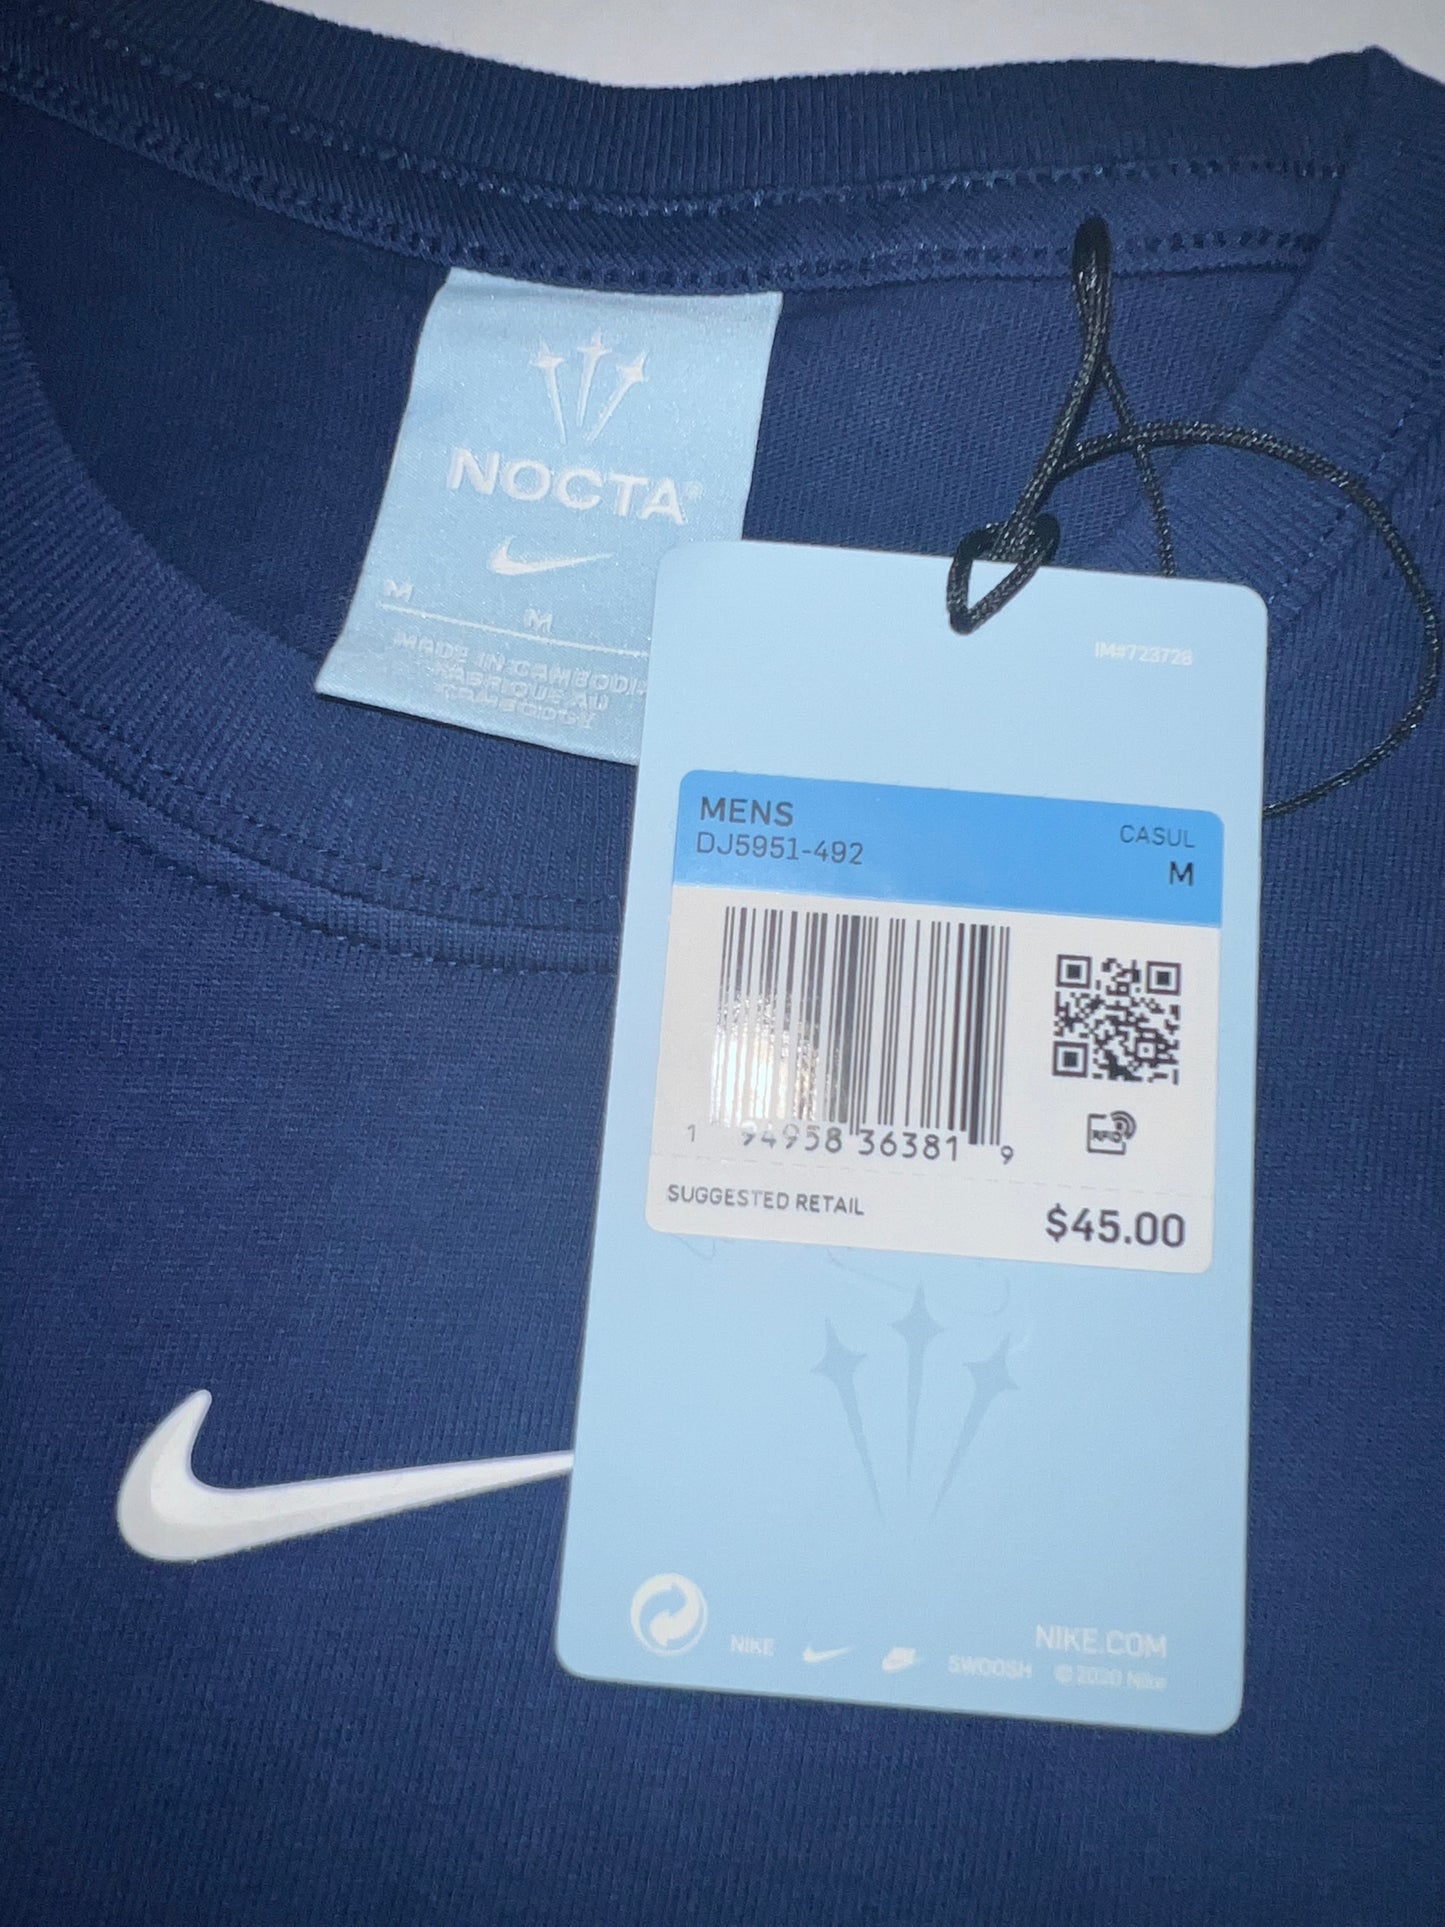 NOCTA®
M
M
MADE IN CAMBODIA
FABRIQUE AU
CAMBODGE
IM#723728
MENS
CASUL
DJ5951-492
M
1 94958 36381 9
RFID
SUGGESTED RETAIL
$45.00
NIKE
SWOOSH
NIKE.COM
© 2020 Nike